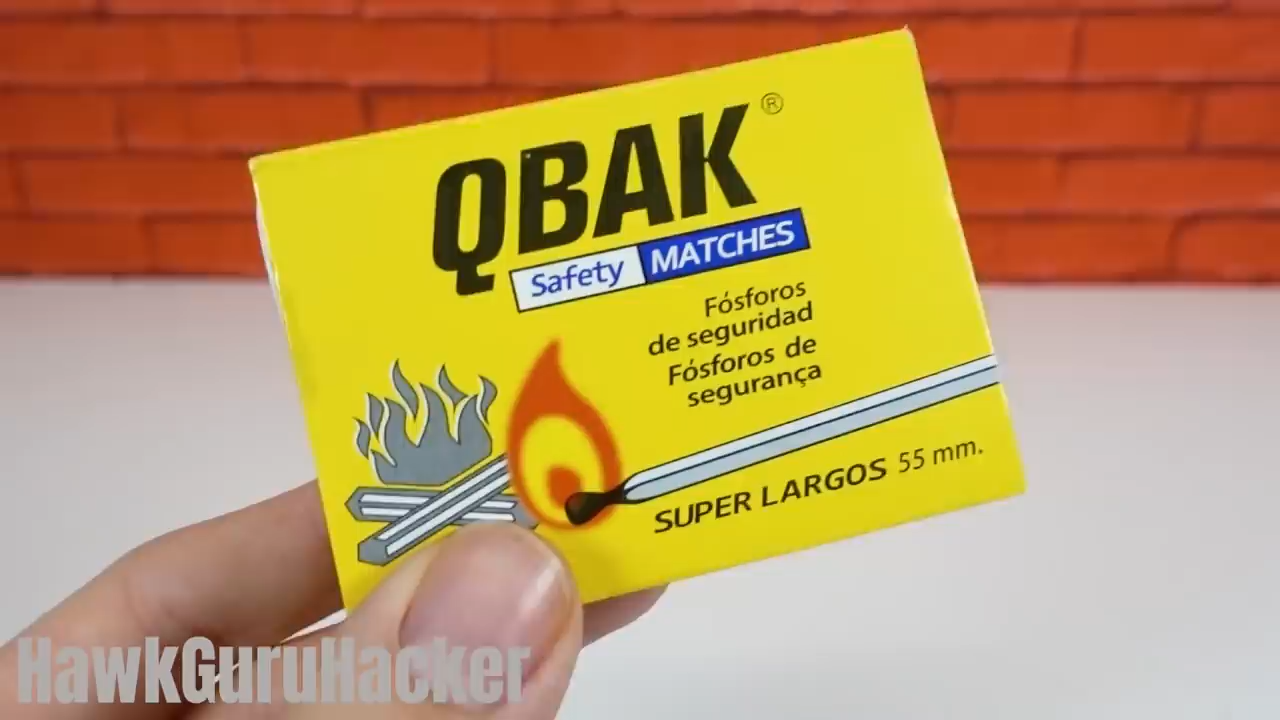 QBAK®
Safety MATCHES
Fósforos
de seguridad
Fósforos de
segurança
SUPER LARGOS 55 mm.
HawkGuruHacker